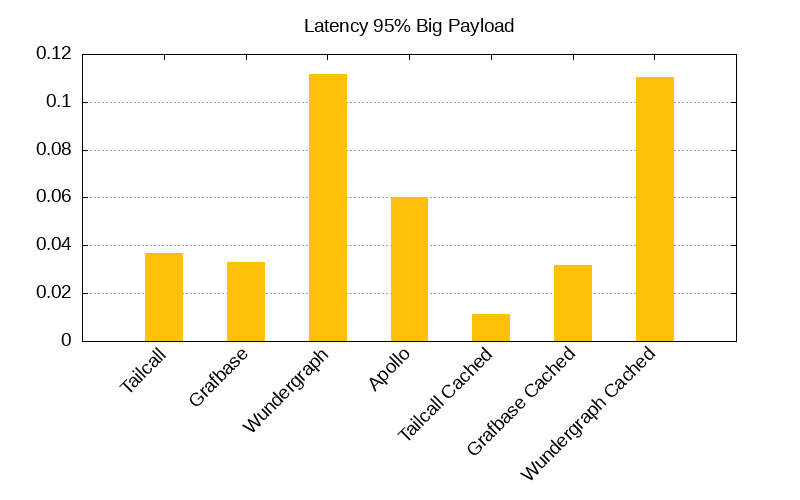 Latency 95% Big Payload
0.12
0.1
0.08
0.06
0.04
0.02
0
Tailcall
Grafbase
Wundergraph
Apollo
Tailcall Cached
Grafbase Cached
Wundergraph Cached